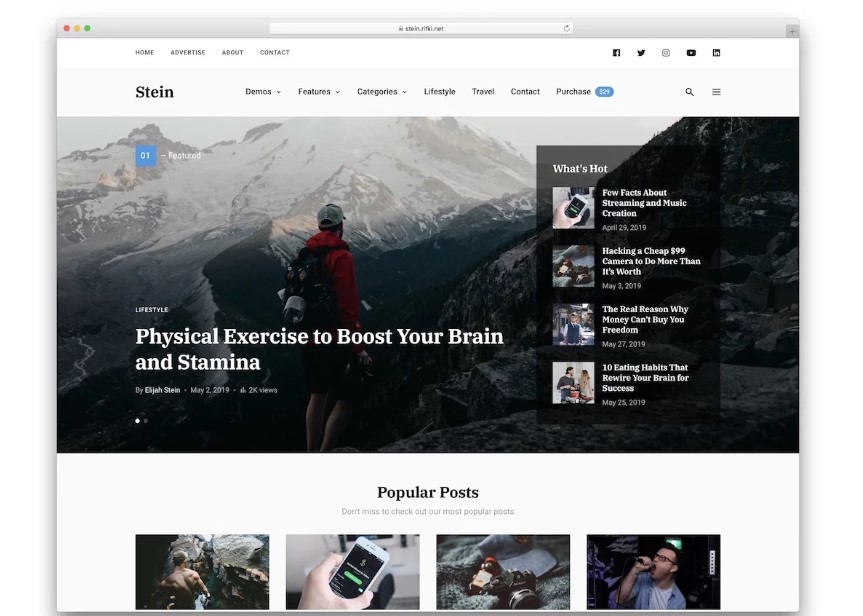 stein.rifki.net
HOME ADVERTISE ABOUT CONTACT
Stein Demos Features Categories Lifestyle Travel Contact Purchase $29
01 — Featured
LIFESTYLE
Physical Exercise to Boost Your Brain
and Stamina
By Elijah Stein • May 2, 2019 • 2K views
What's Hot
Few Facts About
Streaming and Music
Creation
April 29, 2019
Hacking a Cheap $99
Camera to Do More Than
It's Worth
May 3, 2019
The Real Reason Why
Money Can't Buy You
Freedom
May 27, 2019
10 Eating Habits That
Rewire Your Brain for
Success
May 25, 2019
Popular Posts
Don't miss to check out our most popular posts